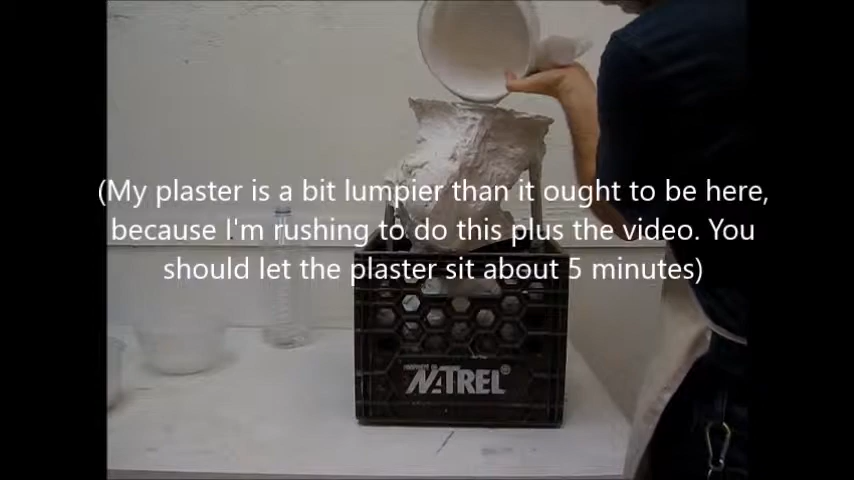 (My plaster is a bit lumpier than it ought to be here,
because I'm rushing to do this plus the video. You
should let the plaster sit about 5 minutes)
NATREL®